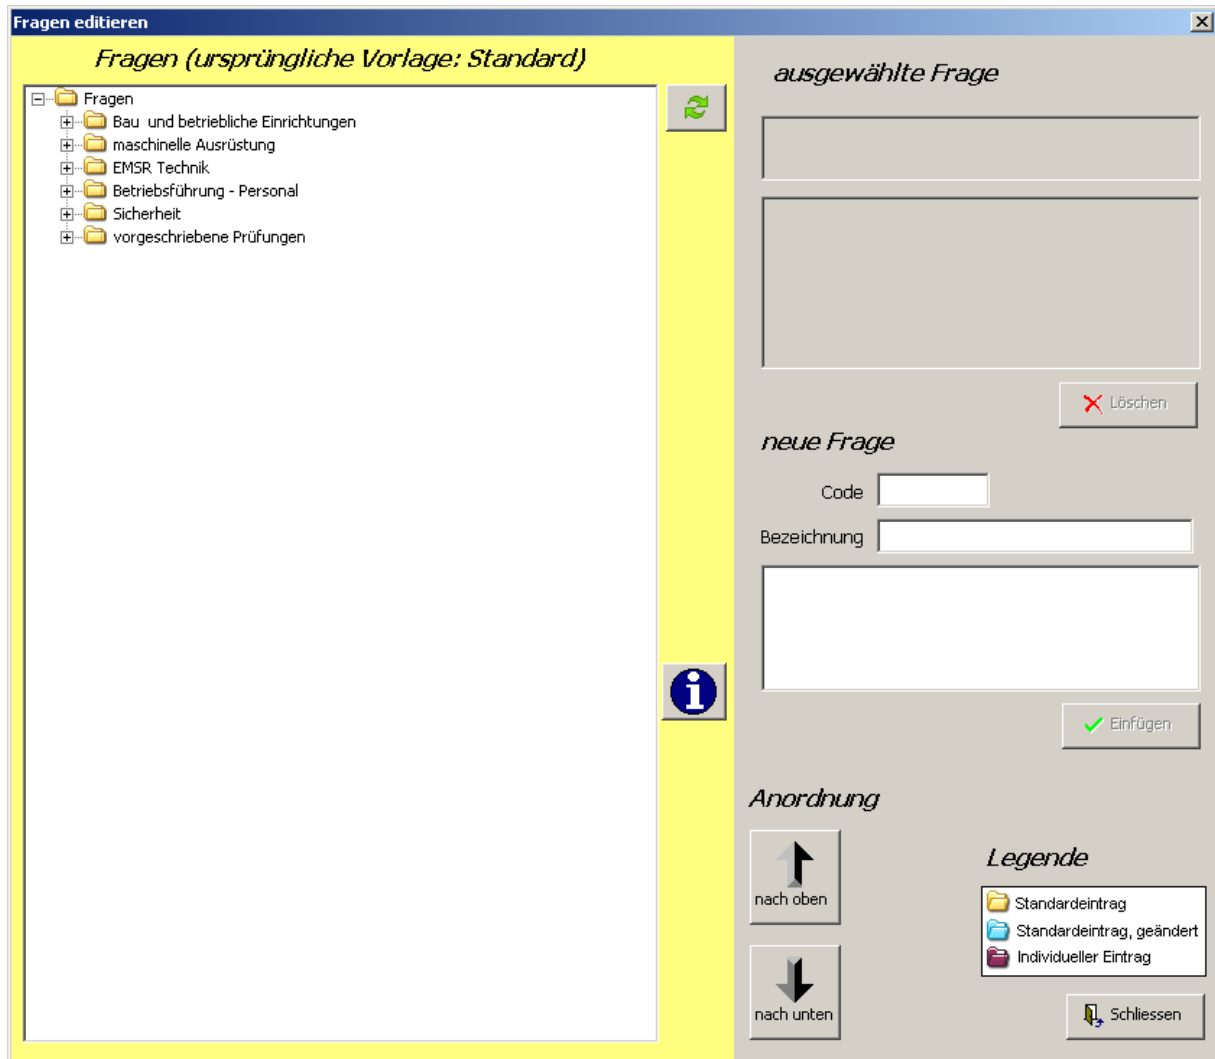 Fragen editieren
Fragen (ursprüngliche Vorlage: Standard)
Fragen
Bau und betriebliche Einrichtungen
maschinelle Ausrüstung
EMSR Technik
Betriebsführung - Personal
Sicherheit
vorgeschriebene Prüfungen
ausgewählte Frage
Löschen
neue Frage
Code
Bezeichnung
Einfügen
Anordnung
nach oben
nach unten
Legende
Standardeintrag
Standardeintrag, geändert
Individueller Eintrag
Schliessen